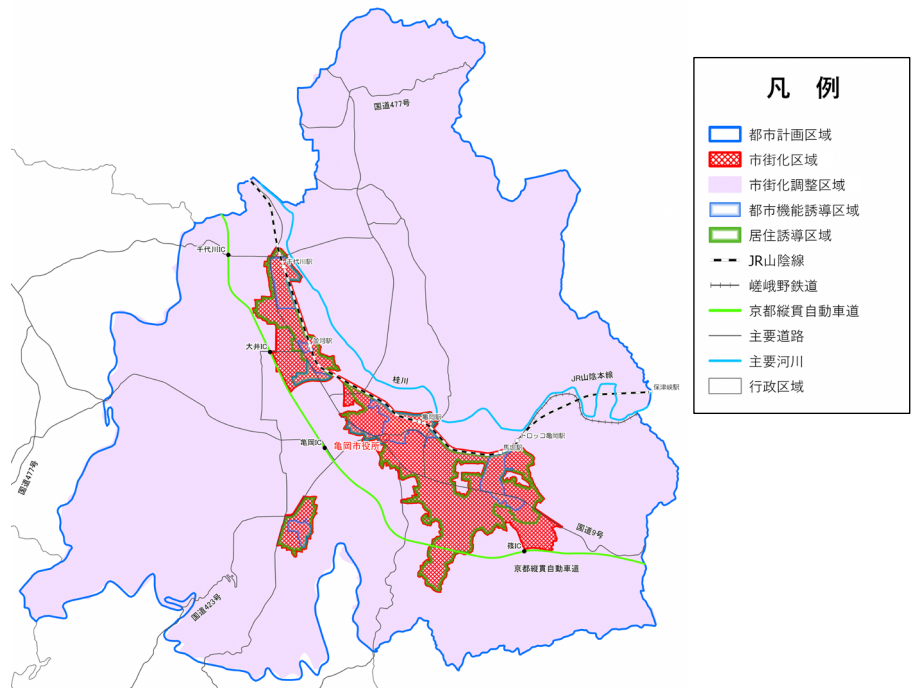 国道477号
千代川IC
千代川駅
大井IC
並河駅
桂川
JR山陰本線
保津峡駅
亀岡駅
トロッコ亀岡駅
亀岡IC
亀岡市役所
馬堀駅
国道477号
国道9号
篠IC
京都縦貫自動車道
国道423号
凡 例
都市計画区域
市街化区域
市街化調整区域
都市機能誘導区域
居住誘導区域
JR山陰線
嵯峨野鉄道
京都縦貫自動車道
主要道路
主要河川
行政区域